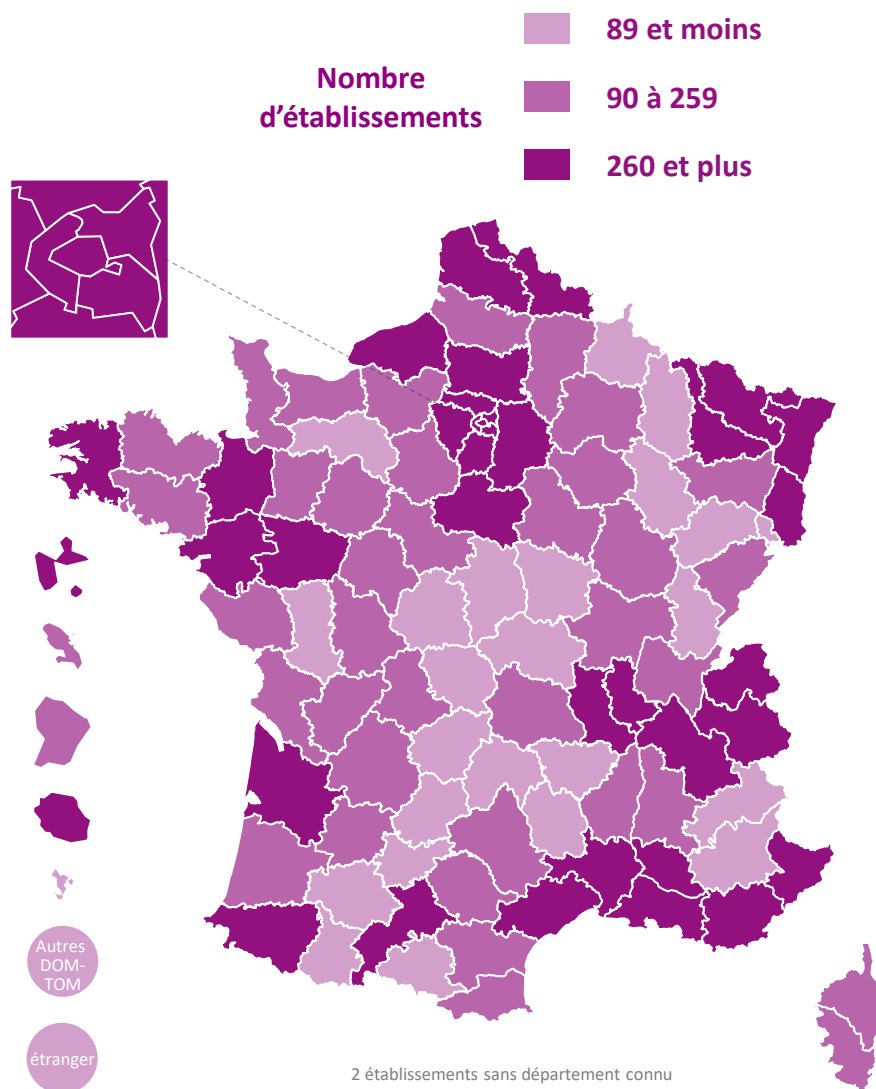 89 et moins
Nombre
d'établissements
90 à 259
260 et plus
Autres
DOM-
TOM
étranger
2 établissements sans département connu